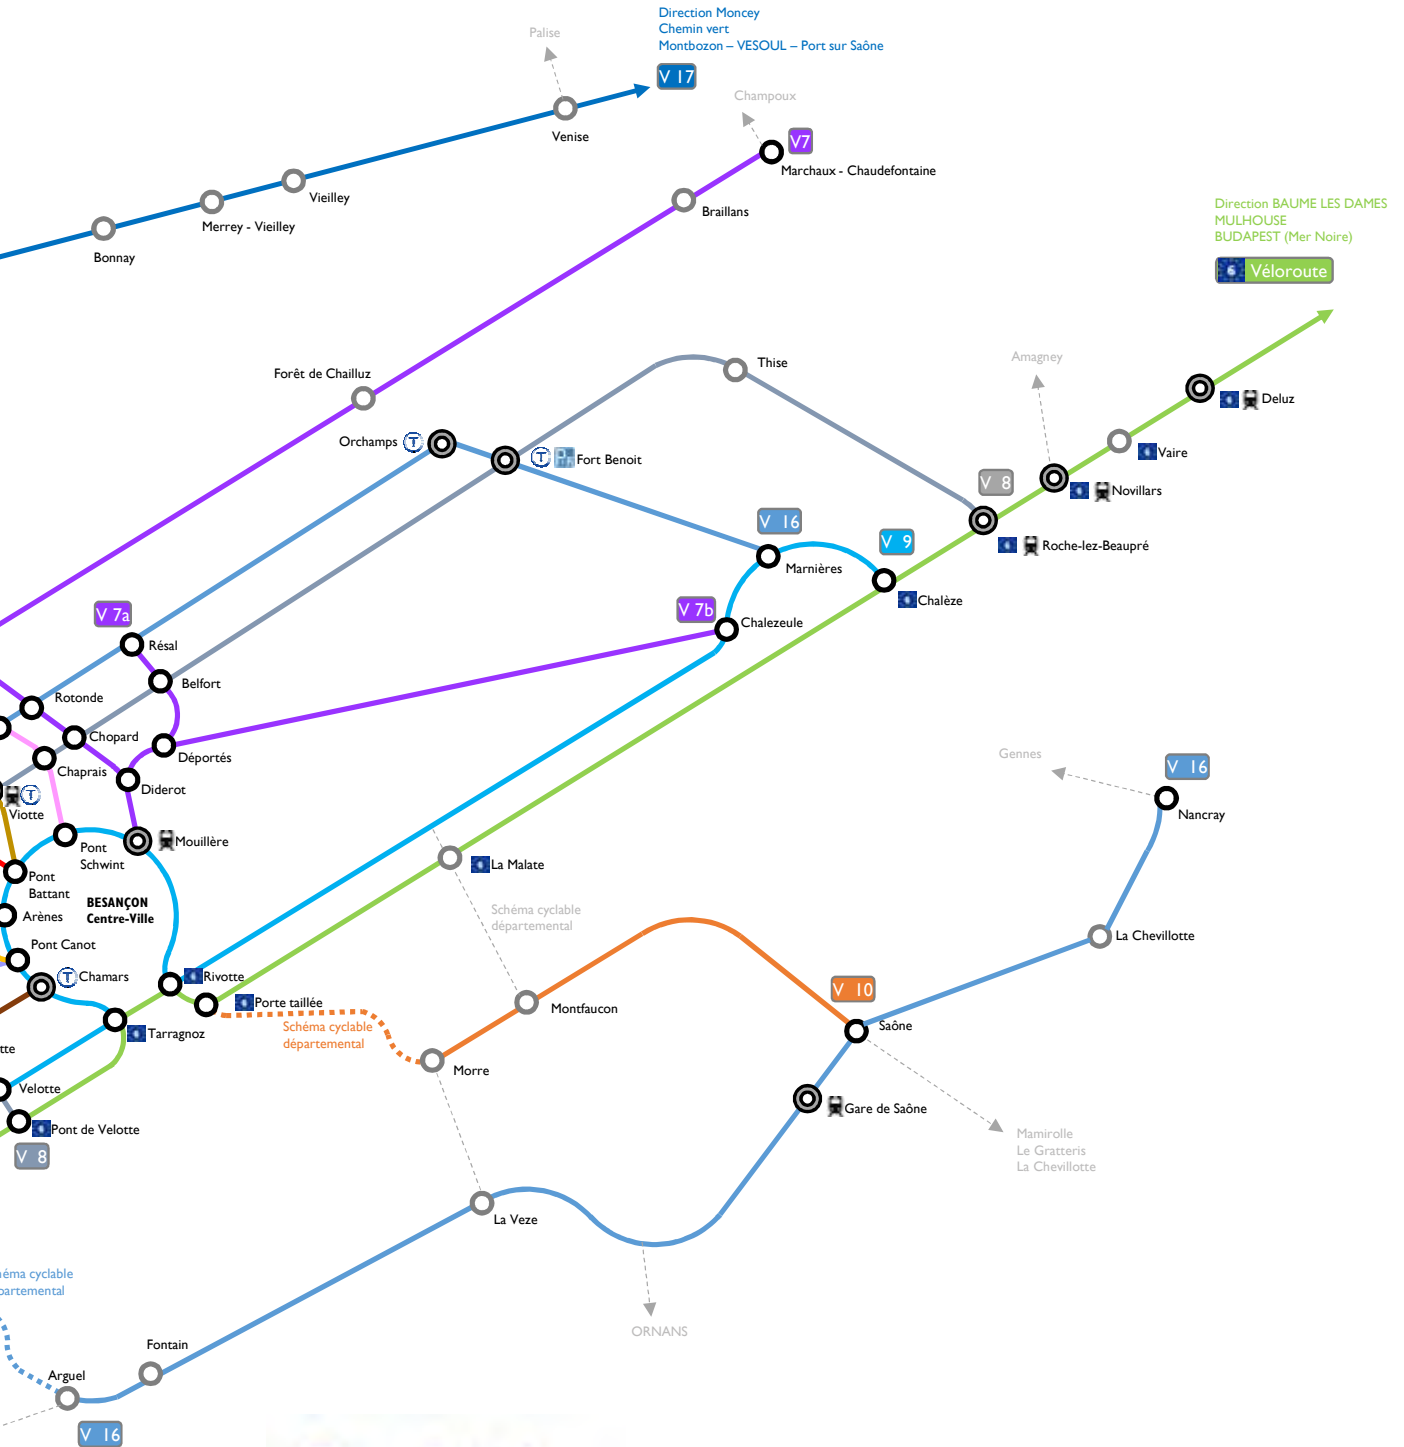 Direction Moncey
Chemin vert
Montbozon – VESOUL – Port sur Saône
V 17
Palise
Venise
Champoux
V7
Marchaux - Chaudefontaine
Braillans
Vieilley
Merrey - Vieilley
Bonnay
Direction BAUME LES DAMES
MULHOUSE
BUDAPEST (Mer Noire)
6 Véloroute
Forêt de Chailluz
Thise
Amagney
Deluz
Orchamps
T
T
Fort Benoit
Vaire
V 8
Novillars
V 16
V 9
Roche-lez-Beaupré
Marnières
Chalèze
V 7a
V 7b
Chalezeule
Résal
Belfort
Rotonde
Chopard
Déportés
Chaprais
Diderot
T
Viotte
Gennes
V 16
Nancray
Mouillère
Pont
Schwint
La Malate
Pont
Battant
BESANÇON
Centre-Ville
Arènes
Schéma cyclable
départemental
La Chevillotte
Pont Canot
T
Chamars
Rivotte
V 10
Porte taillée
Montfaucon
Saône
Schéma cyclable
départemental
Tarragnoz
tte
Morre
Velotte
Gare de Saône
Pont de Velotte
V 8
Mamirolle
Le Gratteris
La Chevillotte
La Veze
éma cyclable
partemental
ORNANS
Fontain
Arguel
V 16